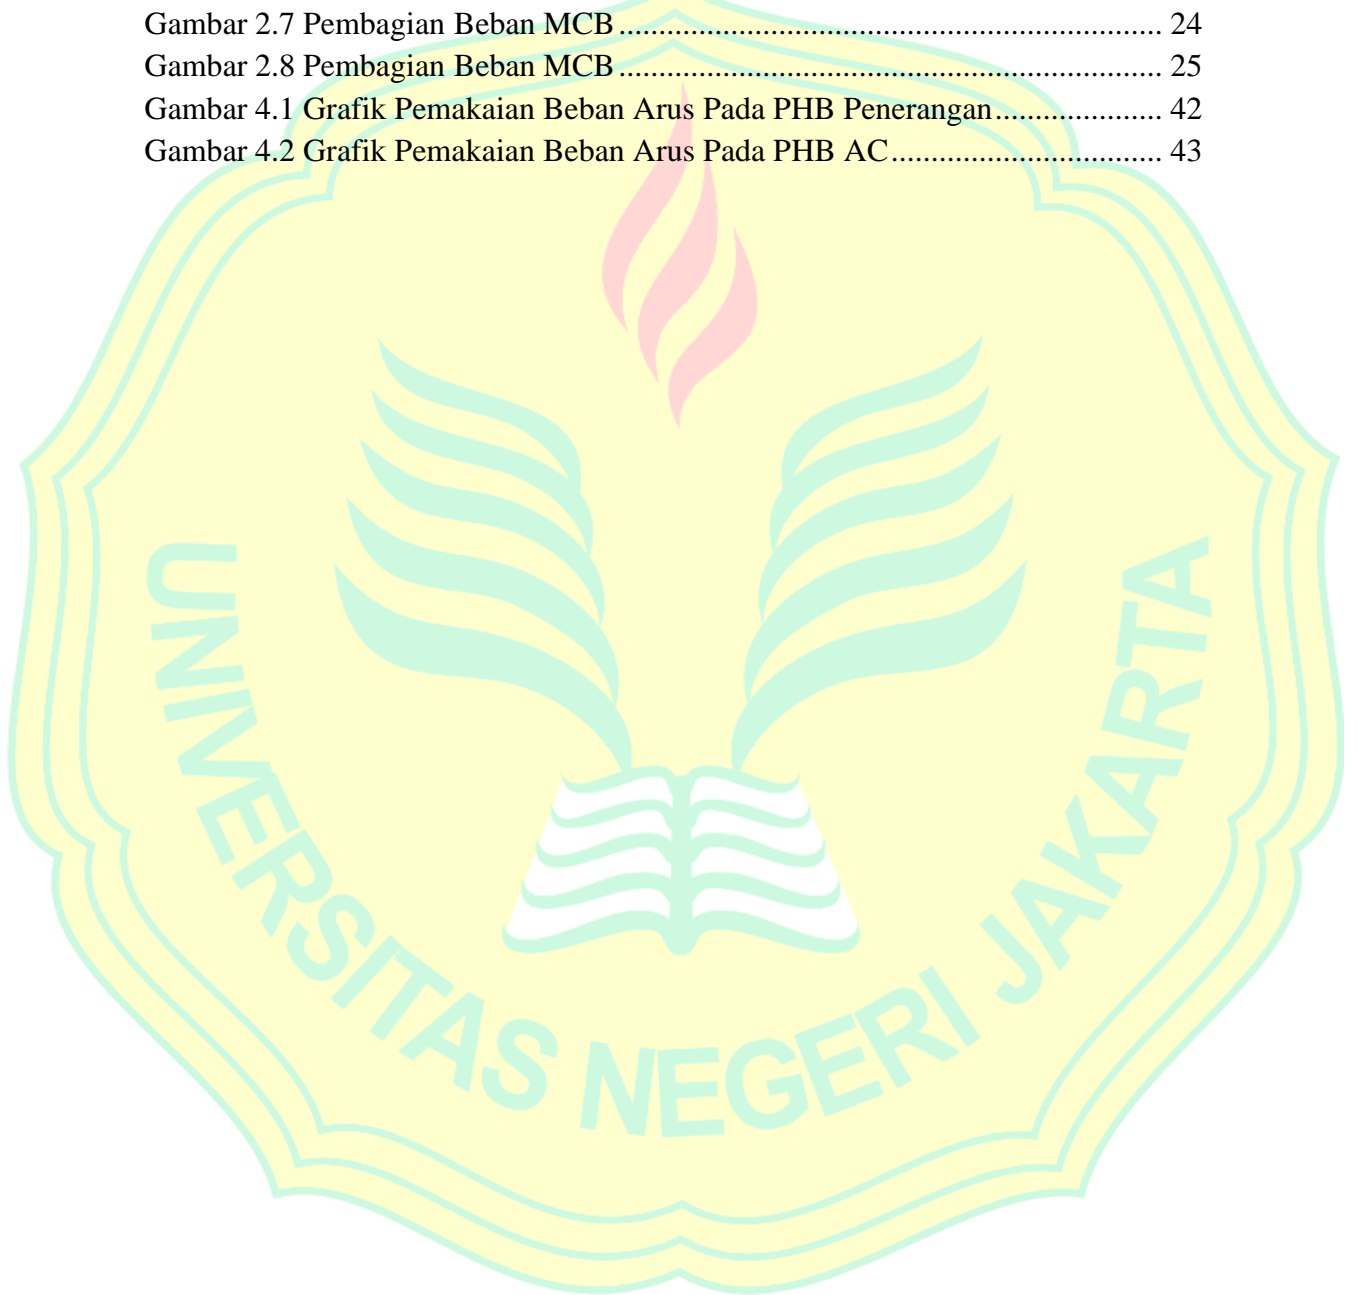 Gambar 2.7 Pembagian Beban MCB.................................................................... 24
Gambar 2.8 Pembagian Beban MCB.................................................................... 25
Gambar 4.1 Grafik Pemakaian Beban Arus Pada PHB Penerangan..................... 42
Gambar 4.2 Grafik Pemakaian Beban Arus Pada PHB AC.................................. 43
UNIVERSITAS NEGERI JAKARTA